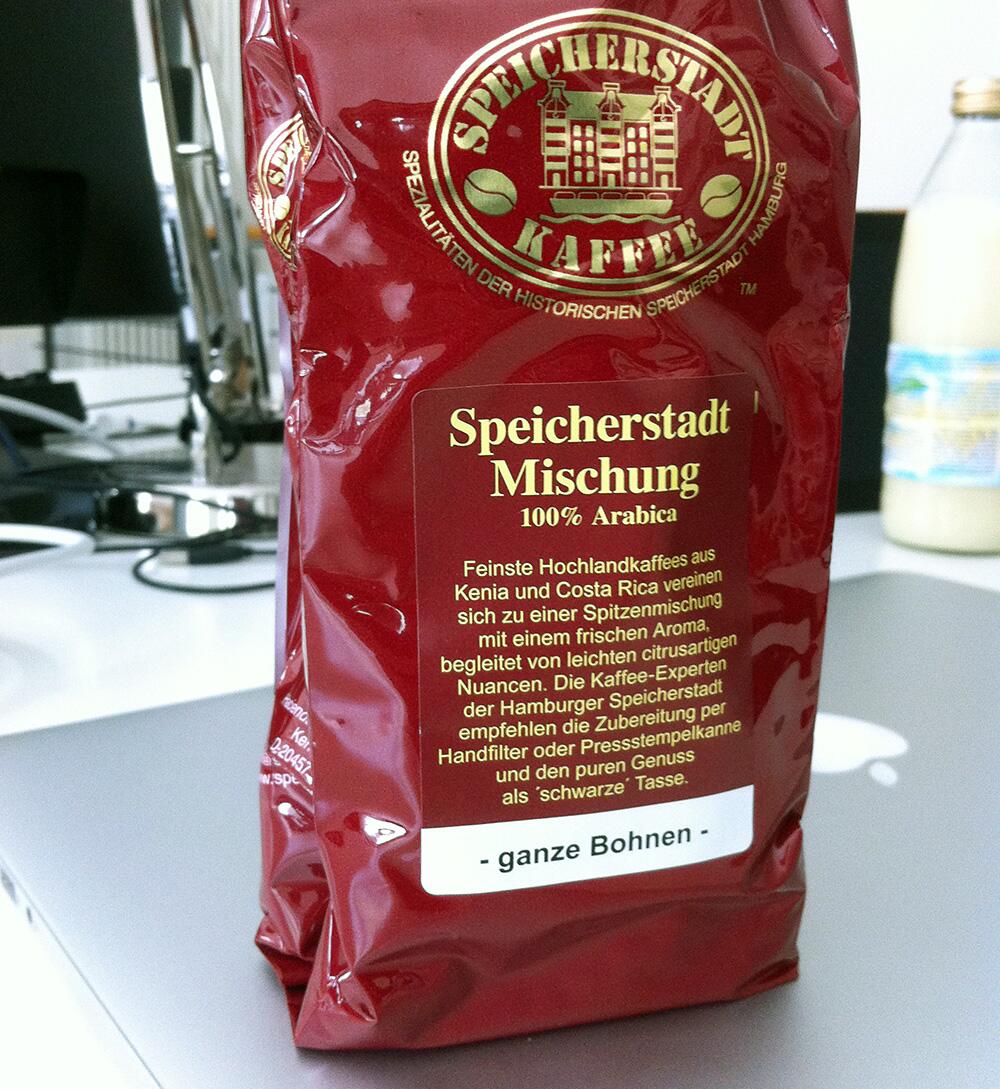 SPEICHERSTADT
KAFFEE
SPEZIALITÄTEN DER HISTORISCHEN SPEICHERSTADT HAMBURG
TM
Speicherstadt
Mischung
100% Arabica
Feinste Hochlandkaffees aus
Kenia und Costa Rica vereinen
sich zu einer Spitzenmischung
mit einem frischen Aroma,
begleitet von leichten citrusartigen
Nuancen. Die Kaffee-Experten
der Hamburger Speicherstadt
empfehlen die Zubereitung per
Handfilter oder Pressstempelkanne
und den puren Genuss
als ´schwarze´ Tasse.
- ganze Bohnen -